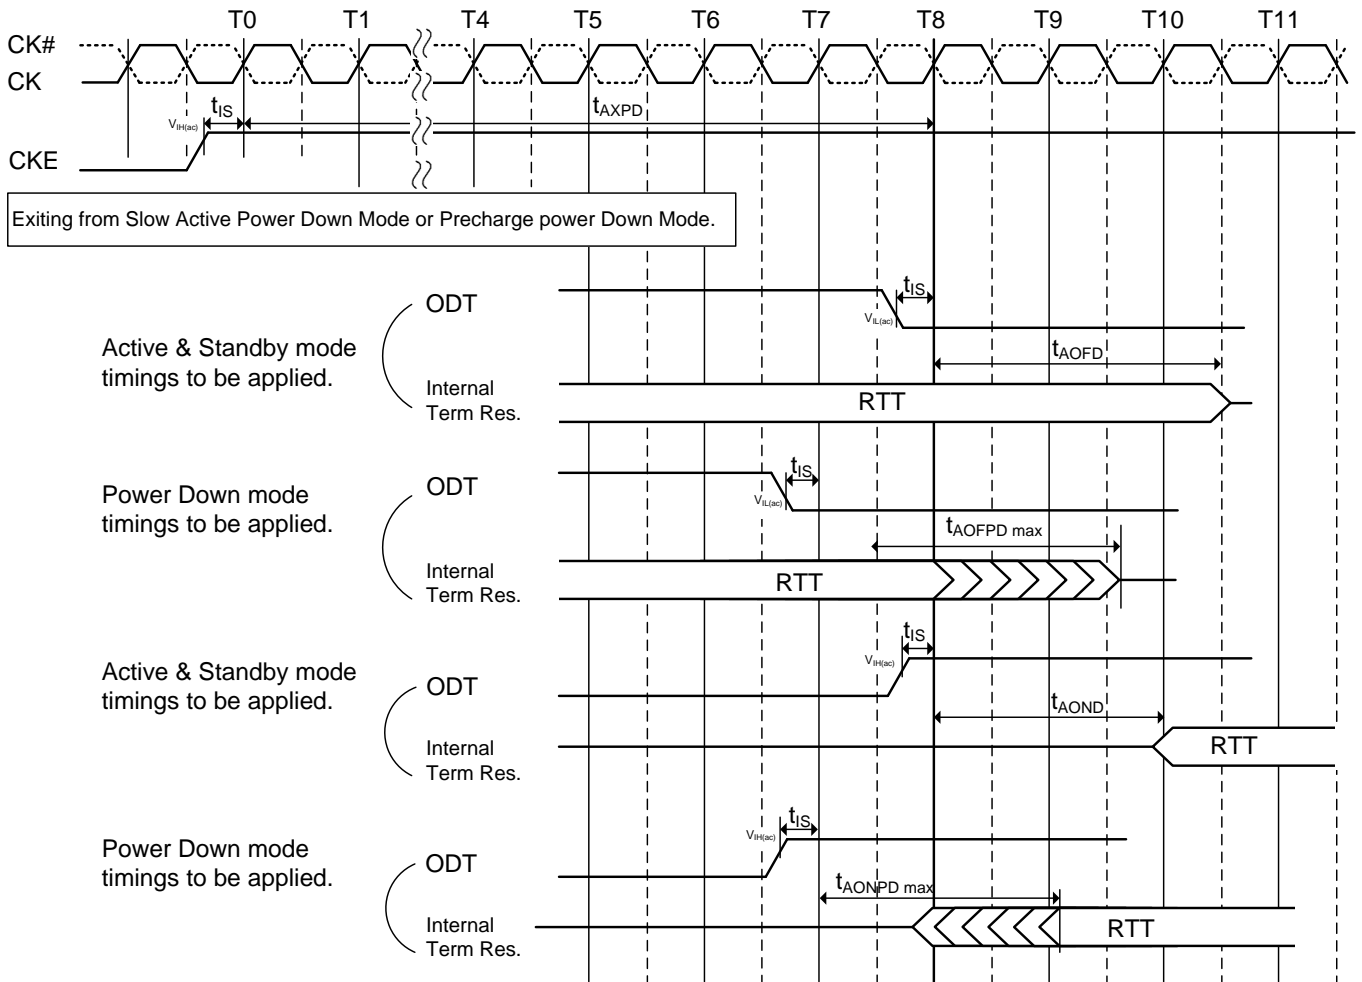 T0 T1 T4 T5 T6 T7 T8 T9 T10 T11
CK#
CK
tIS
tAXPD
VIH(ac)
CKE
Exiting from Slow Active Power Down Mode or Precharge power Down Mode.
ODT
tIS
VIL(ac)
Active & Standby mode
timings to be applied.
tAOFD
Internal
Term Res.
RTT
ODT
tIS
VIL(ac)
Power Down mode
timings to be applied.
tAOFPD max
Internal
Term Res.
RTT
tIS
VIH(ac)
Active & Standby mode
timings to be applied.
ODT
tAOND
Internal
Term Res.
RTT
tIS
VIH(ac)
Power Down mode
timings to be applied.
ODT
tAONPD max
Internal
Term Res.
RTT